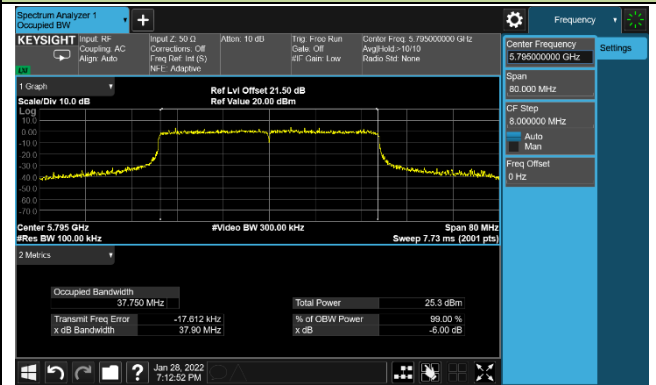 Spectrum Analyzer 1
Occupied BW
Frequency
KEYSIGHT
Input: RF
Coupling: AC
Align: Auto
Input Z: 50 Ω
Corrections: Off
Freq Ref: Int (S)
NFE: Adaptive
Atten: 10 dB
Trig: Free Run
Gate: Off
#IF Gain: Low
Center Freq: 5.795000000 GHz
Avg|Hold:>10/10
Radio Std: None
Center Frequency
5.795000000 GHz
Settings
Span
80.000 MHz
CF Step
8.000000 MHz
Auto
Man
Freq Offset
0 Hz
LVI
1 Graph
Scale/Div 10.0 dB
Ref Lvl Offset 21.50 dB
Ref Value 20.00 dBm
Log
10.0
0.00
-10.0
-20.0
-30.0
-40.0
-50.0
-60.0
-70.0
Center 5.795 GHz
#Video BW 300.00 kHz
Span 80 MHz
#Res BW 100.00 kHz
Sweep 7.73 ms (2001 pts)
2 Metrics
Occupied Bandwidth
37.750 MHz
Total Power 25.3 dBm
Transmit Freq Error -17.612 kHz
% of OBW Power 99.00 %
x dB Bandwidth 37.90 MHz
x dB -6.00 dB
?
Jan 28, 2022
7:12:52 PM